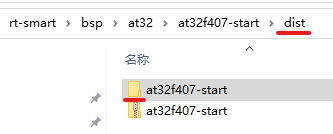 rt-smart > bsp > at32 > at32f407-start > dist
名称
at32f407-start
at32f407-start